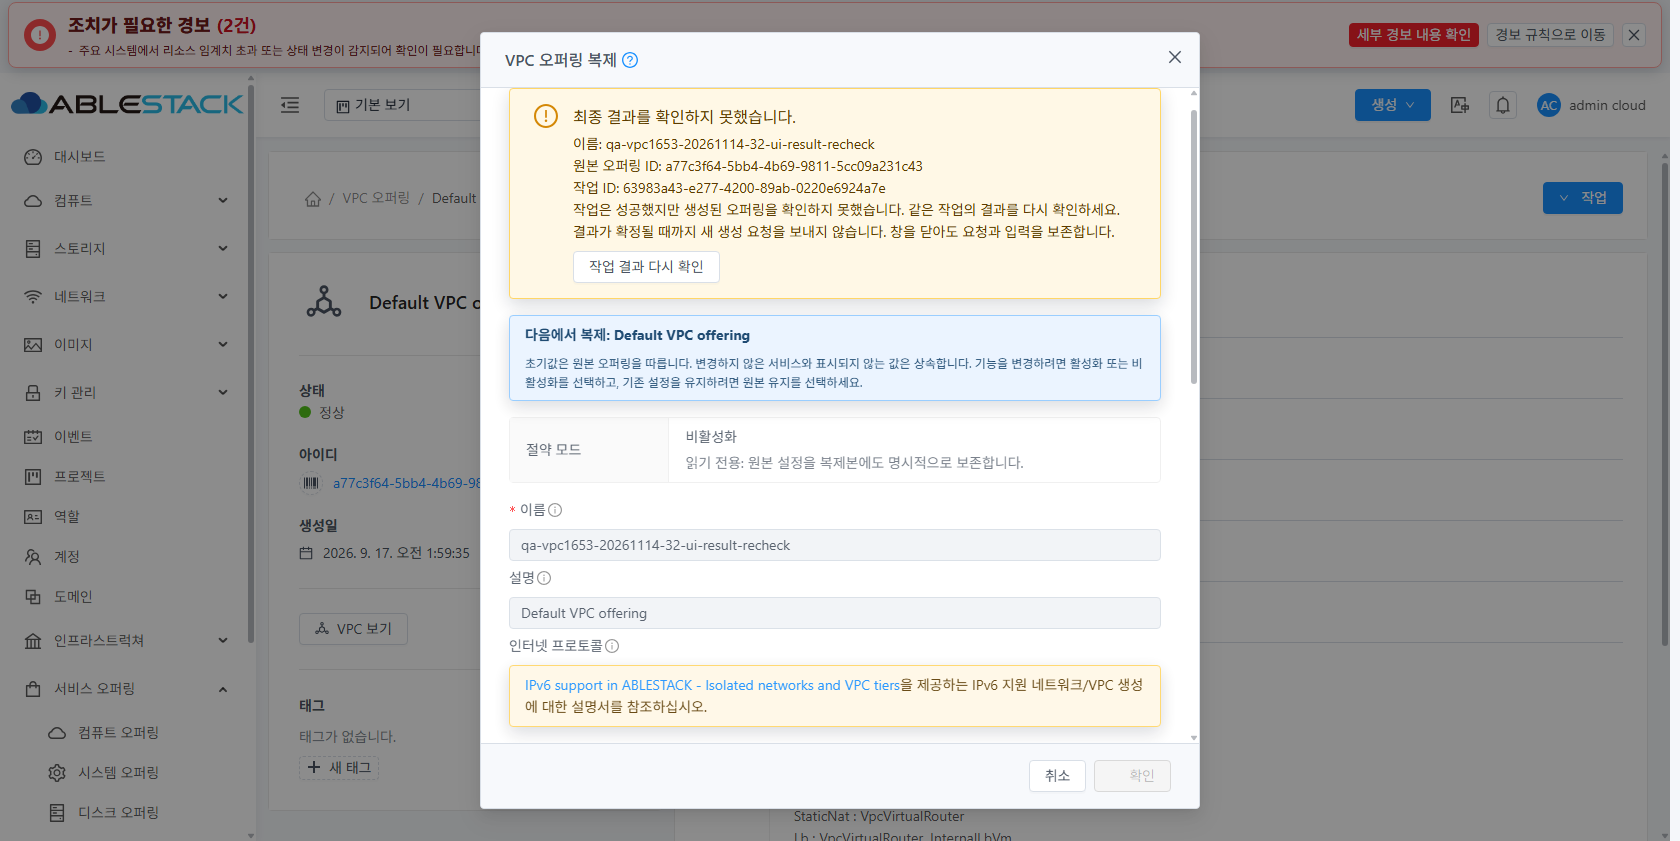 조치가 필요한 경보 (2건)
- 주요 시스템에서 리소스 임계치 초과 또는 상태 변경이 감지되어 확인이 필요합니다
세부 경보 내용 확인
경보 규칙으로 이동
ABLESTACK
기본 보기
생성
AC
admin cloud
대시보드
컴퓨트
스토리지
네트워크
이미지
키 관리
이벤트
프로젝트
역할
계정
도메인
인프라스트럭쳐
서비스 오퍼링
컴퓨트 오퍼링
시스템 오퍼링
디스크 오퍼링
/ VPC 오퍼링 / Default
작업
Default VPC o
상태
정상
아이디
a77c3f64-5bb4-4b69-98
생성일
2026. 9. 17. 오전 1:59:35
VPC 보기
태그
태그가 없습니다.
+ 새 태그
VPC 오퍼링 복제
최종 결과를 확인하지 못했습니다.
이름: qa-vpc1653-20261114-32-ui-result-recheck
원본 오퍼링 ID: a77c3f64-5bb4-4b69-9811-5cc09a231c43
작업 ID: 63983a43-e277-4200-89ab-0220e6924a7e
작업은 성공했지만 생성된 오퍼링을 확인하지 못했습니다. 같은 작업의 결과를 다시 확인하세요.
결과가 확정될 때까지 새 생성 요청을 보내지 않습니다. 창을 닫아도 요청과 입력을 보존합니다.
작업 결과 다시 확인
다음에서 복제: Default VPC offering
초기값은 원본 오퍼링을 따릅니다. 변경하지 않은 서비스와 표시되지 않는 값은 상속합니다. 기능을 변경하려면 활성화 또는 비
활성화를 선택하고, 기존 설정을 유지하려면 원본 유지를 선택하세요.
절약 모드
비활성화
읽기 전용: 원본 설정을 복제본에도 명시적으로 보존합니다.
* 이름
qa-vpc1653-20261114-32-ui-result-recheck
설명
Default VPC offering
인터넷 프로토콜
IPv6 support in ABLESTACK - Isolated networks and VPC tiers을 제공하는 IPv6 지원 네트워크/VPC 생성
에 대한 설명서를 참조하십시오.
취소
확인
StaticNat : VpcVirtualRouter
Lb : VpcVirtualRouter, InternalLbVm